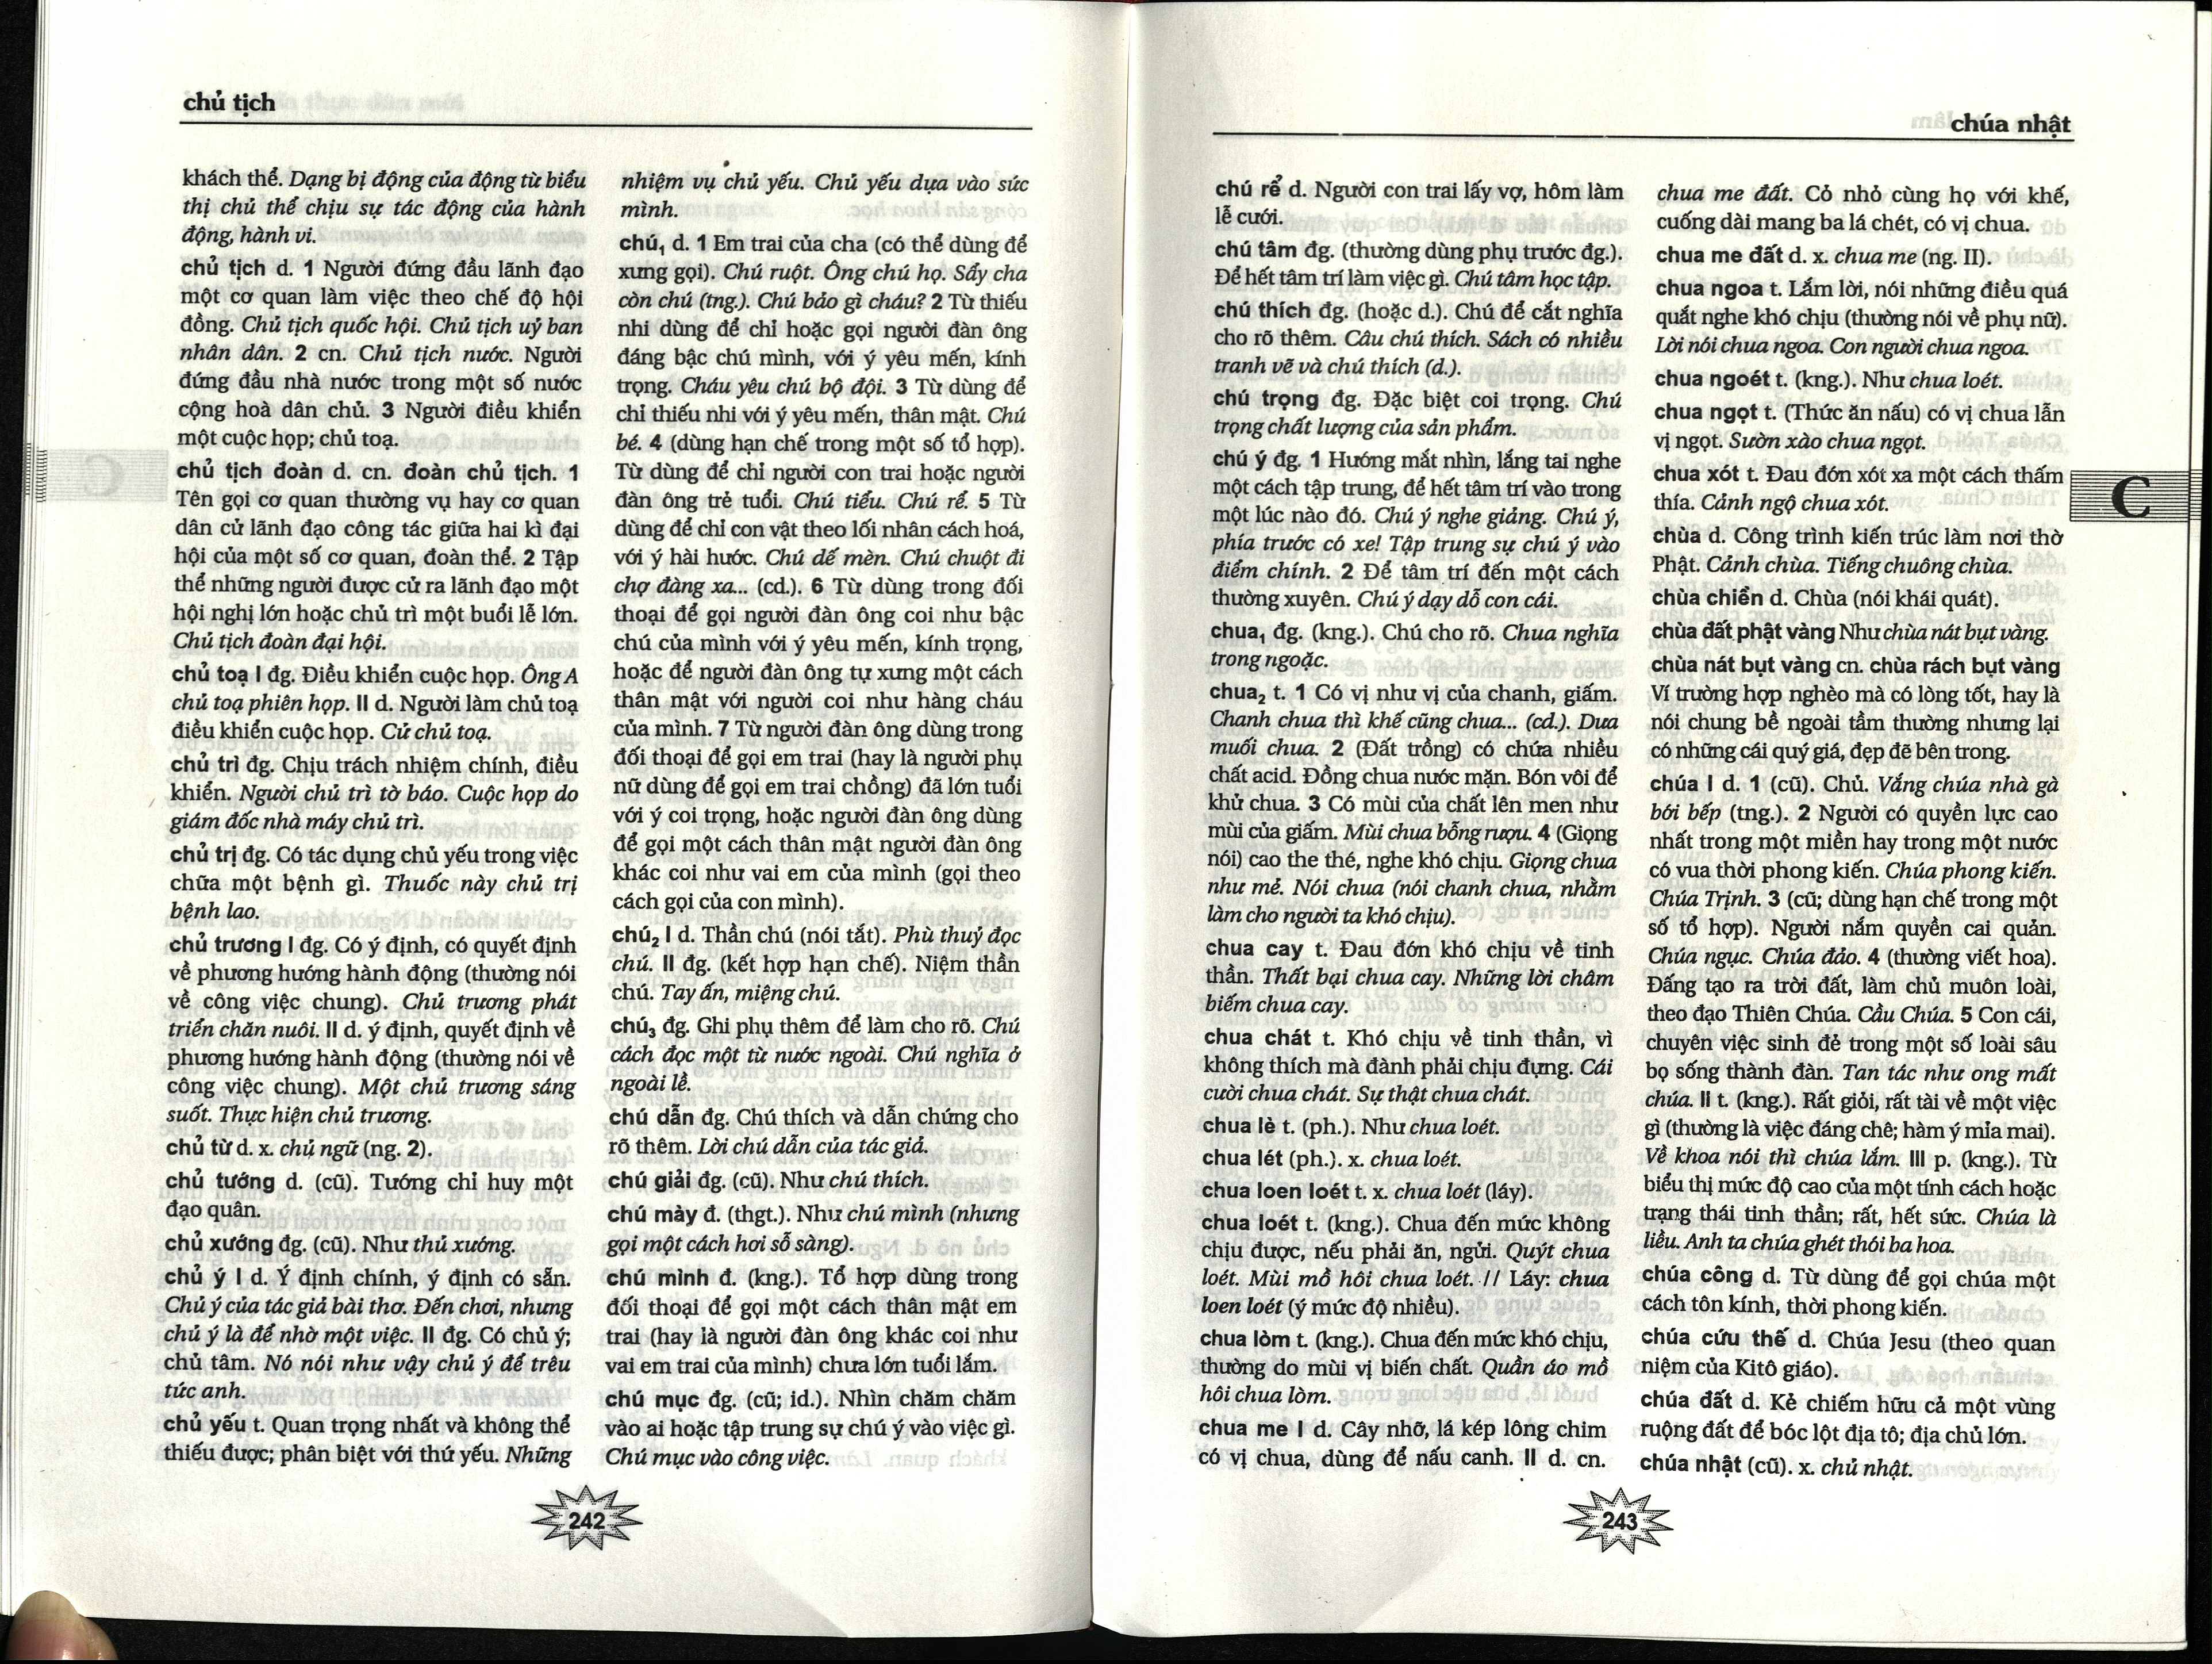 chủ tịch
khách thể. Dạng bị động của động từ biểu
thị chủ thể chịu sự tác động của hành
động, hành vi.
chủ tịch d. 1 Người đứng đầu lãnh đạo
một cơ quan làm việc theo chế độ hội
đồng. Chủ tịch quốc hội. Chủ tịch uỷ ban
nhân dân. 2 cn. Chủ tịch nước. Người
đứng đầu nhà nước trong một số nước
cộng hoà dân chủ. 3 Người điều khiển
một cuộc họp; chủ toạ.
chủ tịch đoàn d. cn. đoàn chủ tịch. 1
Tên gọi cơ quan thường vụ hay cơ quan
dân cử lãnh đạo công tác giữa hai kì đại
hội của một số cơ quan, đoàn thể. 2 Tập
thể những người được cử ra lãnh đạo một
hội nghị lớn hoặc chủ trì một buổi lễ lớn.
Chủ tịch đoàn đại hội.
chủ toạ I đg. Điều khiển cuộc họp. Ông A
chủ toạ phiên họp. II d. Người làm chủ toạ
điều khiển cuộc họp. Cử chủ toạ.
chủ trì đg. Chịu trách nhiệm chính, điều
khiển. Người chủ trì tờ báo. Cuộc họp do
giám đốc nhà máy chủ trì.
chủ trị đg. Có tác dụng chủ yếu trong việc
chữa một bệnh gì. Thuốc này chủ trị
bệnh lao.
chủ trương I đg. Có ý định, có quyết định
về phương hướng hành động (thường nói
về công việc chung). Chủ trương phát
triển chăn nuôi. II d. ý định, quyết định về
phương hướng hành động (thường nói về
công việc chung). Một chủ trương sáng
suốt. Thực hiện chủ trương.
chủ từ d. x. chủ ngữ (ng. 2).
chủ tướng d. (cũ). Tướng chỉ huy một
đạo quân.
chủ xướng đg. (cũ). Như thủ xướng.
chủ ý I d. Ý định chính, ý định có sẵn.
Chủ ý của tác giả bài thơ. Đến chơi, nhưng
chủ ý là để nhờ một việc. II đg. Có chủ ý;
chủ tâm. Nó nói như vậy chủ ý để trêu
tức anh.
chủ yếu t. Quan trọng nhất và không thể
thiếu được; phân biệt với thứ yếu. Những
nhiệm vụ chủ yếu. Chủ yếu dựa vào sức
mình.
chú₁ d. 1 Em trai của cha (có thể dùng để
xưng gọi). Chú ruột. Ông chú họ. Sẩy cha
còn chú (tng.). Chú bảo gì cháu? 2 Từ thiếu
nhi dùng để chỉ hoặc gọi người đàn ông
đáng bậc chú mình, với ý yêu mến, kính
trọng. Cháu yêu chú bộ đội. 3 Từ dùng để
chỉ thiếu nhi với ý yêu mến, thân mật. Chú
bé. 4 (dùng hạn chế trong một số tổ hợp).
Từ dùng để chỉ người con trai hoặc người
đàn ông trẻ tuổi. Chú tiểu. Chú rể. 5 Từ
dùng để chỉ con vật theo lối nhân cách hoá,
với ý hài hước. Chú dế mèn. Chú chuột đi
chợ đàng xa... (cd.). 6 Từ dùng trong đối
thoại để gọi người đàn ông coi như bậc
chú của mình với ý yêu mến, kính trọng,
hoặc để người đàn ông tự xưng một cách
thân mật với người coi như hàng cháu
của mình. 7 Từ người đàn ông dùng trong
đối thoại để gọi em trai (hay là người phụ
nữ dùng để gọi em trai chồng) đã lớn tuổi
với ý coi trọng, hoặc người đàn ông dùng
để gọi một cách thân mật người đàn ông
khác coi như vai em của mình (gọi theo
cách gọi của con mình).
chú₂ I d. Thần chú (nói tắt). Phù thuỷ đọc
chú. II đg. (kết hợp hạn chế). Niệm thần
chú. Tay ấn, miệng chú.
chú₃ đg. Ghi phụ thêm để làm cho rõ. Chú
cách đọc một từ nước ngoài. Chú nghĩa ở
ngoài lề.
chú dẫn đg. Chú thích và dẫn chứng cho
rõ thêm. Lời chú dẫn của tác giả.
chú giải đg. (cũ). Như chú thích.
chú mày đ. (thgt.). Như chú mình (nhưng
gọi một cách hơi sỗ sàng).
chú mình đ. (kng.). Tổ hợp dùng trong
đối thoại để gọi một cách thân mật em
trai (hay là người đàn ông khác coi như
vai em trai của mình) chưa lớn tuổi lắm.
chú mục đg. (cũ; id.). Nhìn chăm chăm
vào ai hoặc tập trung sự chú ý vào việc gì.
Chú mục vào công việc.
242
chúa nhật
chú rể d. Người con trai lấy vợ, hôm làm
lễ cưới.
chú tâm đg. (thường dùng phụ trước đg.).
Để hết tâm trí làm việc gì. Chú tâm học tập.
chú thích đg. (hoặc d.). Chú để cắt nghĩa
cho rõ thêm. Câu chú thích. Sách có nhiều
tranh vẽ và chú thích (d.).
chú trọng đg. Đặc biệt coi trọng. Chú
trọng chất lượng của sản phẩm.
chú ý đg. 1 Hướng mắt nhìn, lắng tai nghe
một cách tập trung, để hết tâm trí vào trong
một lúc nào đó. Chú ý nghe giảng. Chú ý,
phía trước có xe! Tập trung sự chú ý vào
điểm chính. 2 Để tâm trí đến một cách
thường xuyên. Chú ý dạy dỗ con cái.
chua₁ đg. (kng.). Chú cho rõ. Chua nghĩa
trong ngoặc.
chua₂ t. 1 Có vị như vị của chanh, giấm.
Chanh chua thì khế cũng chua... (cd.). Dưa
muối chua. 2 (Đất trồng) có chứa nhiều
chất acid. Đồng chua nước mặn. Bón vôi để
khử chua. 3 Có mùi của chất lên men như
mùi của giấm. Mùi chua bỗng rượu. 4 (Giọng
nói) cao the thé, nghe khó chịu. Giọng chua
như mẻ. Nói chua (nói chanh chua, nhằm
làm cho người ta khó chịu).
chua cay t. Đau đớn khó chịu về tinh
thần. Thất bại chua cay. Những lời châm
biếm chua cay.
chua chát t. Khó chịu về tinh thần, vì
không thích mà đành phải chịu đựng. Cái
cười chua chát. Sự thật chua chát.
chua lè t. (ph.). Như chua loét.
chua lét (ph.). x. chua loét.
chua loen loét t. x. chua loét (láy).
chua loét t. (kng.). Chua đến mức không
chịu được, nếu phải ăn, ngửi. Quýt chua
loét. Mùi mồ hôi chua loét. // Láy: chua
loen loét (ý mức độ nhiều).
chua lòm t. (kng.). Chua đến mức khó chịu,
thường do mùi vị biến chất. Quần áo mồ
hôi chua lòm.
chua me I d. Cây nhỡ, lá kép lông chim
có vị chua, dùng để nấu canh. II d. cn.
chua me đất. Cỏ nhỏ cùng họ với khế,
cuống dài mang ba lá chét, có vị chua.
chua me đất d. x. chua me (ng. II).
chua ngoa t. Lắm lời, nói những điều quá
quắt nghe khó chịu (thường nói về phụ nữ).
Lời nói chua ngoa. Con người chua ngoa.
chua ngoét t. (kng.). Như chua loét.
chua ngọt t. (Thức ăn nấu) có vị chua lẫn
vị ngọt. Sườn xào chua ngọt.
chua xót t. Đau đớn xót xa một cách thấm
thía. Cảnh ngộ chua xót.
chùa d. Công trình kiến trúc làm nơi thờ
Phật. Cảnh chùa. Tiếng chuông chùa.
chùa chiền d. Chùa (nói khái quát).
chùa đất phật vàng Như chùa nát bụt vàng.
chùa nát bụt vàng cn. chùa rách bụt vàng
Ví trường hợp nghèo mà có lòng tốt, hay là
nói chung bề ngoài tầm thường nhưng lại
có những cái quý giá, đẹp đẽ bên trong.
chúa I d. 1 (cũ). Chủ. Vắng chúa nhà gà
bới bếp (tng.). 2 Người có quyền lực cao
nhất trong một miền hay trong một nước
có vua thời phong kiến. Chúa phong kiến.
Chúa Trịnh. 3 (cũ; dùng hạn chế trong một
số tổ hợp). Người nắm quyền cai quản.
Chúa ngục. Chúa đảo. 4 (thường viết hoa).
Đấng tạo ra trời đất, làm chủ muôn loài,
theo đạo Thiên Chúa. Cầu Chúa. 5 Con cái,
chuyên việc sinh đẻ trong một số loài sâu
bọ sống thành đàn. Tan tác như ong mất
chúa. II t. (kng.). Rất giỏi, rất tài về một việc
gì (thường là việc đáng chê; hàm ý mỉa mai).
Về khoa nói thì chúa lắm. III p. (kng.). Từ
biểu thị mức độ cao của một tính cách hoặc
trạng thái tinh thần; rất, hết sức. Chúa là
liều. Anh ta chúa ghét thói ba hoa.
chúa công d. Từ dùng để gọi chúa một
cách tôn kính, thời phong kiến.
chúa cứu thế d. Chúa Jesu (theo quan
niệm của Kitô giáo).
chúa đất d. Kẻ chiếm hữu cả một vùng
ruộng đất để bóc lột địa tô; địa chủ lớn.
chúa nhật (cũ). x. chủ nhật.
C
243